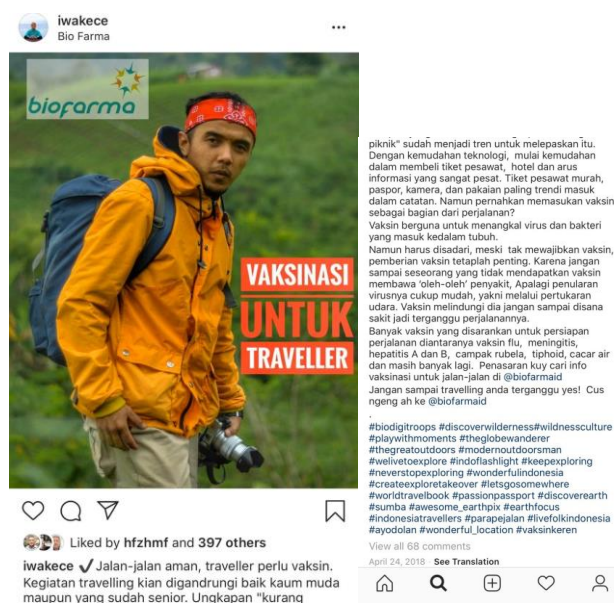 iwakece
Bio Farma
biofarma
VAKSINASI
UNTUK
TRAVELLER
Liked by hfzhmf and 397 others
iwakece ✔Jalan-jalan aman, traveller perlu vaksin.
Kegiatan travelling kian digandrungi baik kaum muda
maupun yang sudah senior. Ungkapan "kurang
piknik" sudah menjadi tren untuk melepaskan itu.
Dengan kemudahan teknologi, mulai kemudahan
dalam membeli tiket pesawat, hotel dan arus
informasi yang sangat pesat. Tiket pesawat murah,
paspor, kamera, dan pakaian paling trendi masuk
dalam catatan. Namun pernahkan memasukan vaksin
sebagai bagian dari perjalanan?
Vaksin berguna untuk menangkal virus dan bakteri
yang masuk kedalam tubuh.
Namun harus disadari, meski tak mewajibkan vaksin,
pemberian vaksin tetaplah penting. Karena jangan
sampai seseorang yang tidak mendapatkan vaksin
membawa 'oleh-oleh' penyakit, Apalagi penularan
virusnya cukup mudah, yakni melalui pertukaran
udara. Vaksin melindungi dia jangan sampai disana
sakit jadi terganggu perjalanannya.
Banyak vaksin yang disarankan untuk persiapan
perjalanan diantaranya vaksin flu, meningitis,
hepatitis A dan B, campak rubela, tiphoid, cacar air
dan masih banyak lagi. Penasaran kuy cari info
vaksinasi untuk jalan-jalan di @biofarmaid
Jangan sampai travelling anda terganggu yes! Cus
ngeng ah ke @biofarmaid
.
#biodigitroops #discoverwilderness#wildnessculture
#playwithmoments #theglobewanderer
#thegreatoutdoors #modernoutdoorsman
#welivetoexplore #indoflashlight #keepexploring
#neverstopexploring #wonderfulindonesia
#createexploretakeover #letsgosomewhere
#worldtravelbook #passionpassport #discoverearth
#sumba #awesome_earthpix #earthfocus
#indonesiatravellers #parapejalan #livefolkindonesia
#ayodolan #wonderful_location #vaksinkeren
View all 68 comments
April 24, 2018 · See Translation